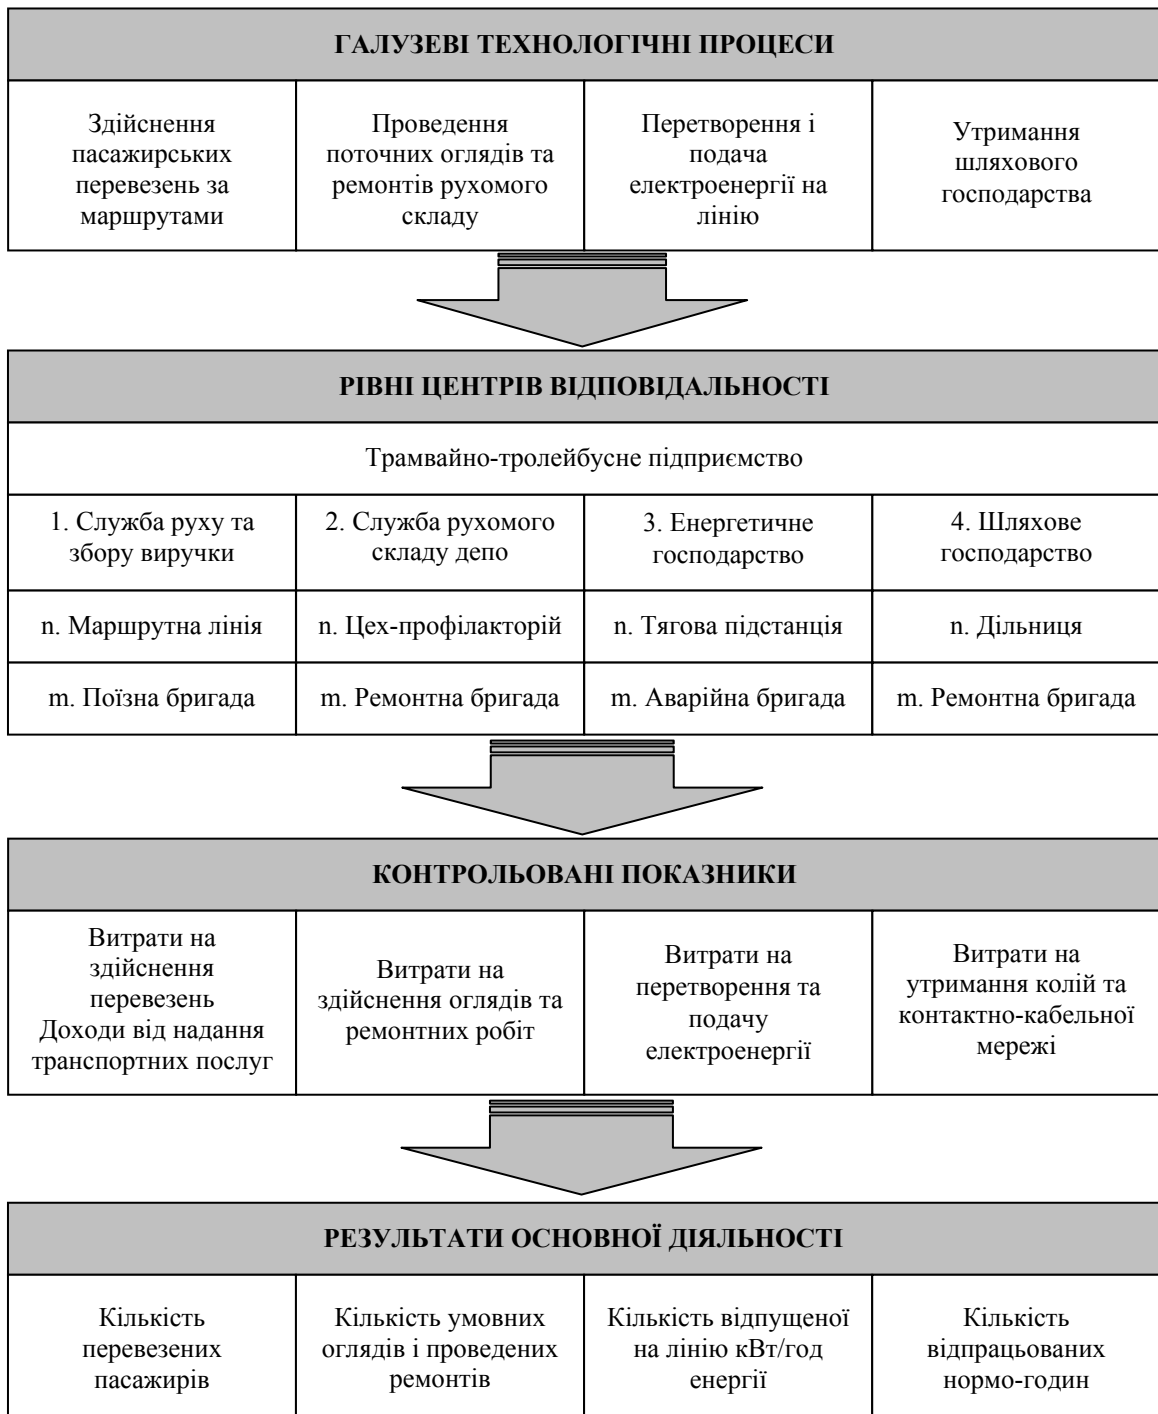 ГАЛУЗЕВІ ТЕХНОЛОГІЧНІ ПРОЦЕСИ
Здійснення
пасажирських
перевезень за
маршрутами
Проведення
поточних оглядів та
ремонтів рухомого
складу
Перетворення і
подача
електроенергії на
лінію
Утримання
шляхового
господарства
РІВНІ ЦЕНТРІВ ВІДПОВІДАЛЬНОСТІ
Трамвайно-тролейбусне підприємство
1. Служба руху та
збору виручки
2. Служба рухомого
складу депо
3. Енергетичне
господарство
4. Шляхове
господарство
n. Маршрутна лінія
n. Цех-профілакторій
n. Тягова підстанція
n. Дільниця
m. Поїзна бригада
m. Ремонтна бригада
m. Аварійна бригада
m. Ремонтна бригада
КОНТРОЛЬОВАНІ ПОКАЗНИКИ
Витрати на
здійснення
перевезень
Доходи від надання
транспортних послуг
Витрати на
здійснення оглядів та
ремонтних робіт
Витрати на
перетворення та
подачу
електроенергії
Витрати на
утримання колій та
контактно-кабельної
мережі
РЕЗУЛЬТАТИ ОСНОВНОЇ ДІЯЛЬНОСТІ
Кількість
перевезених
пасажирів
Кількість умовних
оглядів і проведених
ремонтів
Кількість відпущеної
на лінію кВт/год
енергії
Кількість
відпрацьованих
нормо-годин